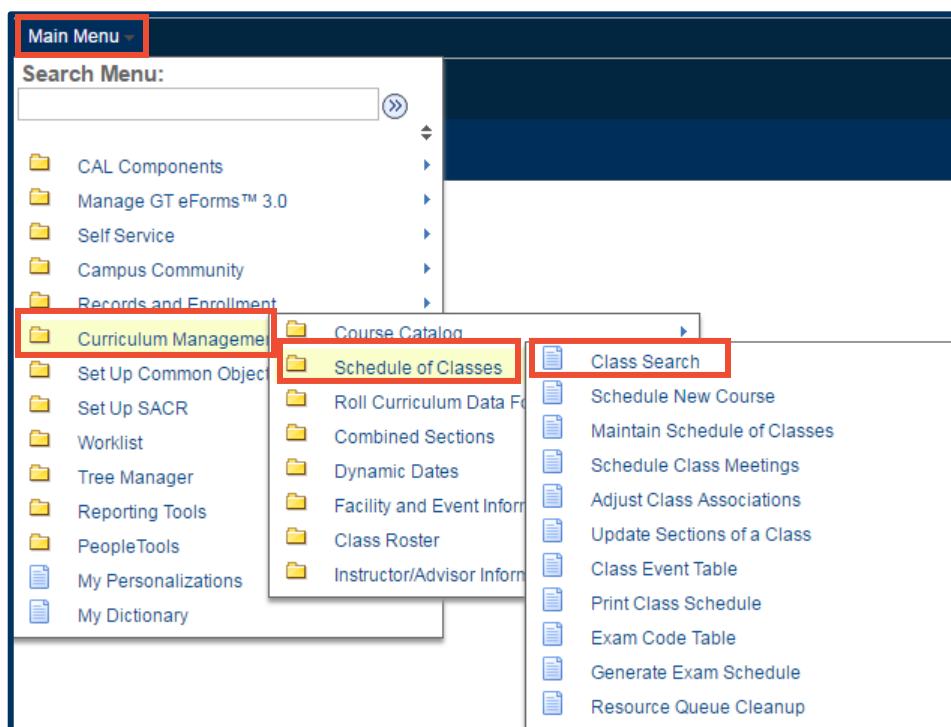 Main Menu
Search Menu:
CAL Components
Manage GT eForms™ 3.0
Self Service
Campus Community
Records and Enrollment
Curriculum Managemen
Set Up Common Object
Set Up SACR
Worklist
Tree Manager
Reporting Tools
PeopleTools
My Personalizations
My Dictionary
Course Catalog
Schedule of Classes
Roll Curriculum Data Fo
Combined Sections
Dynamic Dates
Facility and Event Inforr
Class Roster
Instructor/Advisor Inforn
Class Search
Schedule New Course
Maintain Schedule of Classes
Schedule Class Meetings
Adjust Class Associations
Update Sections of a Class
Class Event Table
Print Class Schedule
Exam Code Table
Generate Exam Schedule
Resource Queue Cleanup